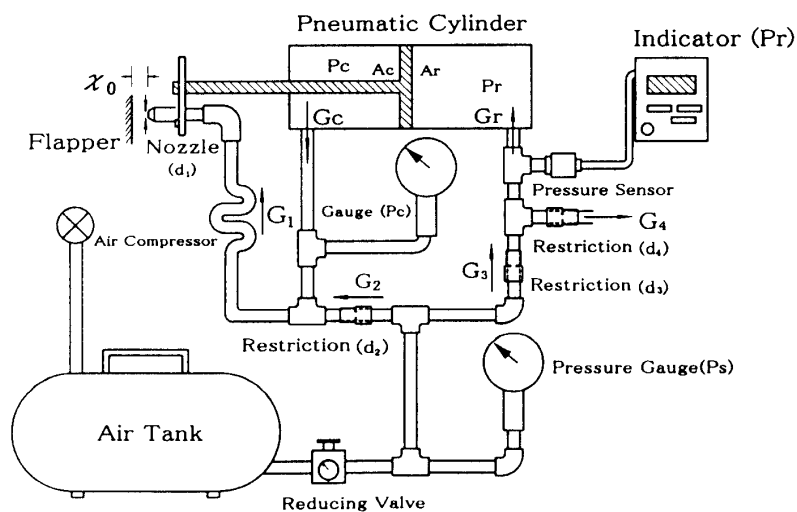 Pneumatic Cylinder
Indicator (Pr)
Pc
Ac
Ar
Pr
χ0
Gc
Gr
Flapper
Nozzle
(d₁)
Pressure Sensor
Gauge (Pc)
G₁
G₄
Air Compressor
Restriction (d₄)
G₃
G₂
Restriction (d₃)
Restriction (d₂)
Pressure Gauge(Ps)
Air Tank
Reducing Valve